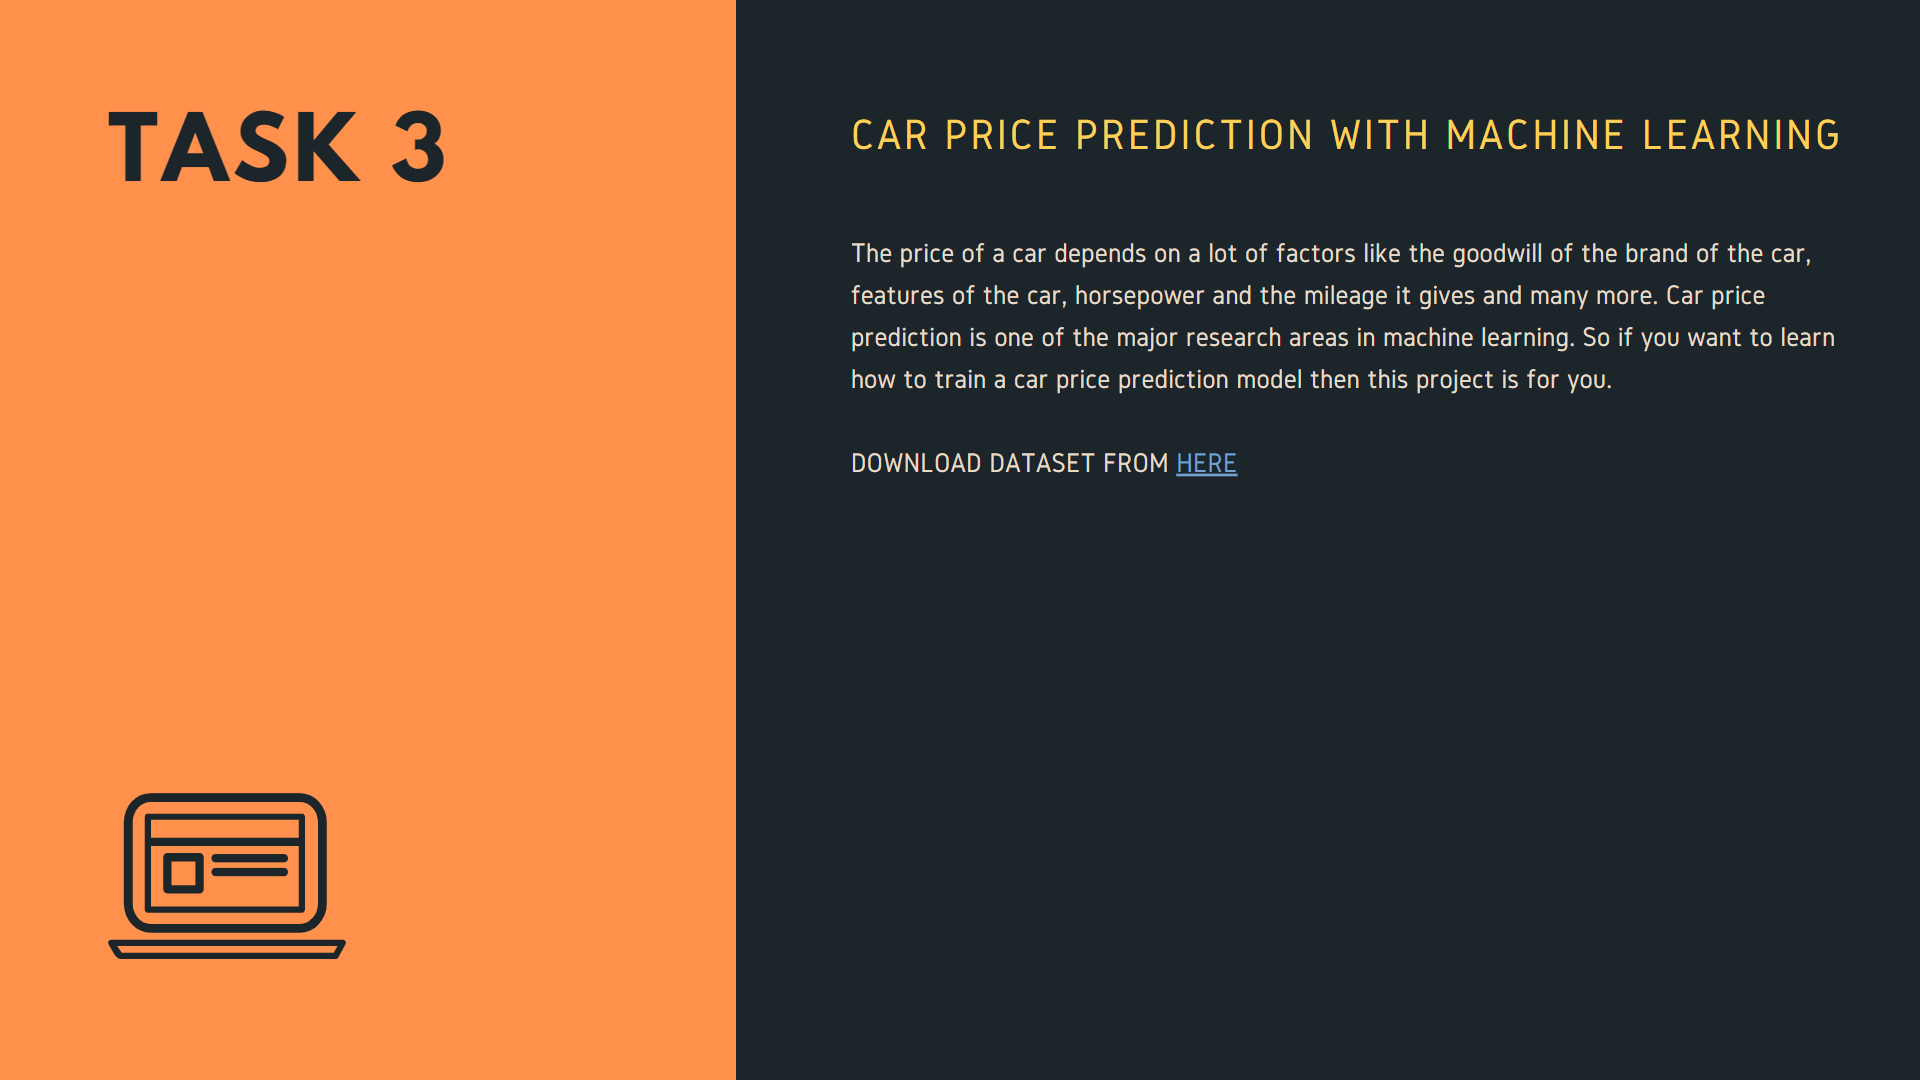 TASK 3
CAR PRICE PREDICTION WITH MACHINE LEARNING
The price of a car depends on a lot of factors like the goodwill of the brand of the car,
features of the car, horsepower and the mileage it gives and many more. Car price
prediction is one of the major research areas in machine learning. So if you want to learn
how to train a car price prediction model then this project is for you.
DOWNLOAD DATASET FROM HERE